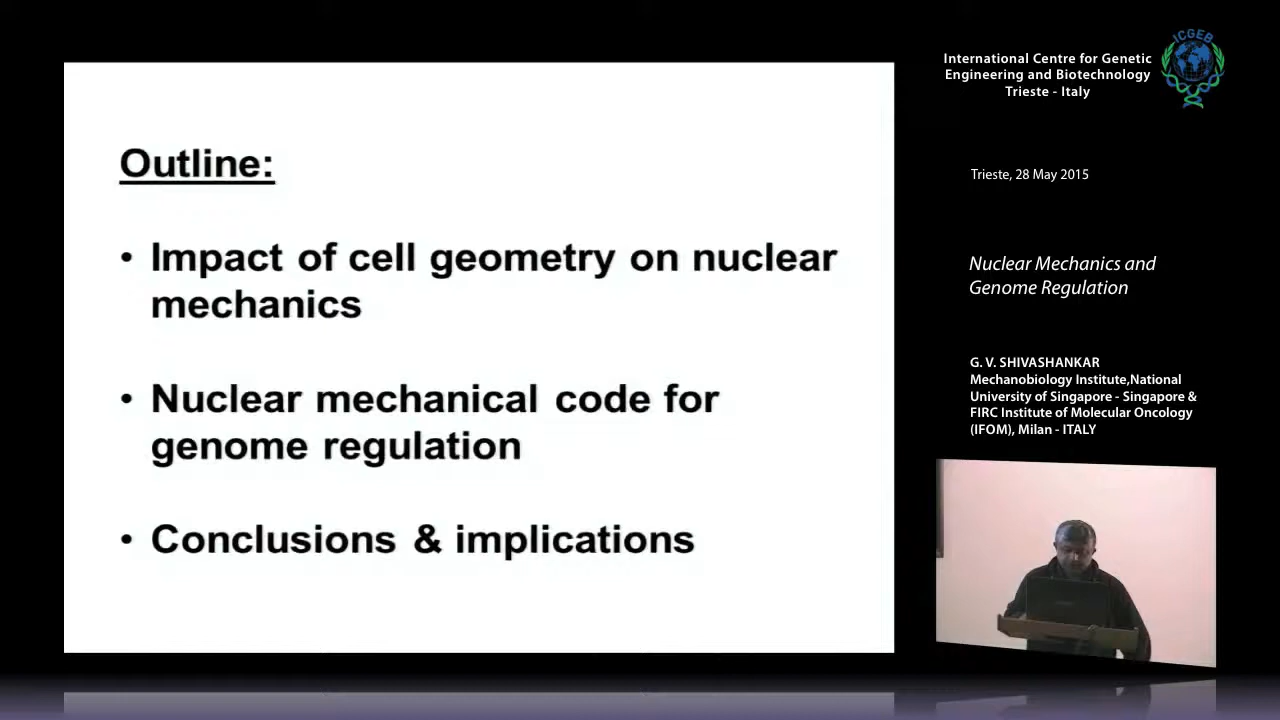 Outline:
• Impact of cell geometry on nuclear
mechanics
• Nuclear mechanical code for
genome regulation
• Conclusions & implications
ICGEB
International Centre for Genetic
Engineering and Biotechnology
Trieste - Italy
Trieste, 28 May 2015
Nuclear Mechanics and
Genome Regulation
G. V. SHIVASHANKAR
Mechanobiology Institute,National
University of Singapore - Singapore &
FIRC Institute of Molecular Oncology
(IFOM), Milan - ITALY